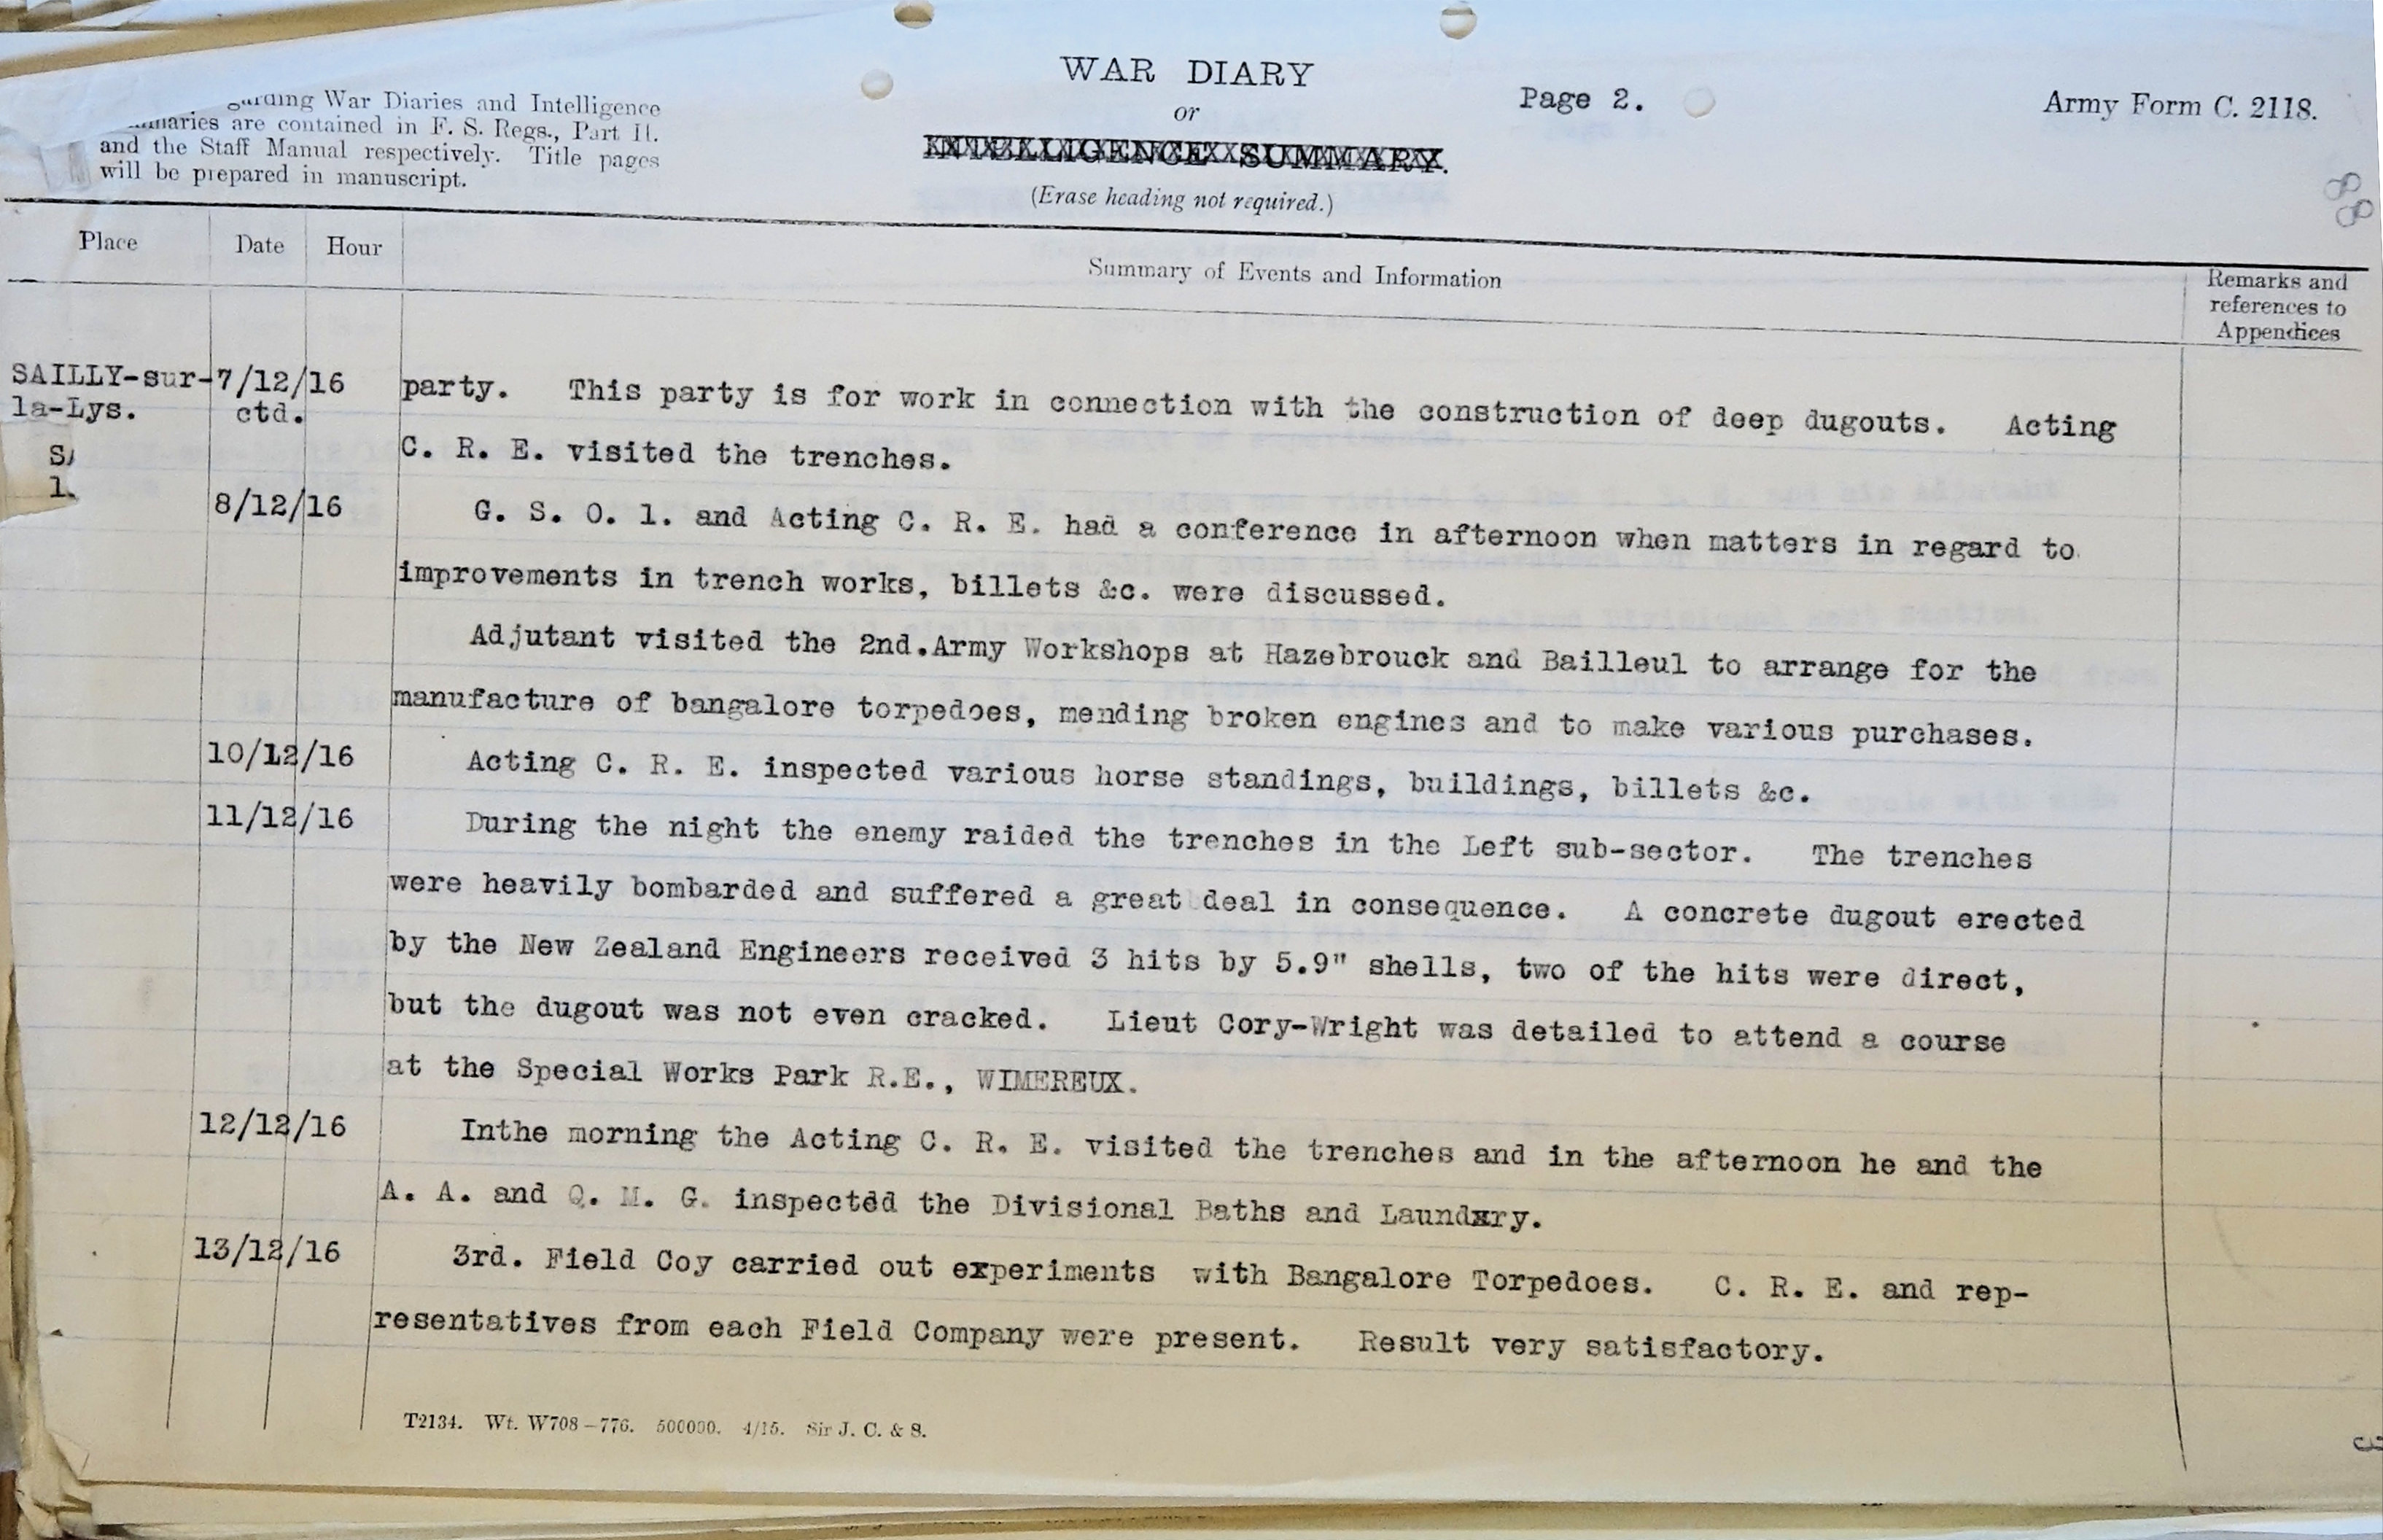 WAR DIARY
or
INTELLIGENCE SUMMARY.
(Erase heading not required.)
Page 2.
Army Form C. 2118.
War Diaries and Intelligence
are contained in F. S. Regs., Part II.
and the Staff Manual respectively. Title pages
will be prepared in manuscript.
Place Date Hour Summary of Events and Information Remarks and
references to
Appendices
SAILLY-sur- 7/12/16 party. This party is for work in connection with the construction of deep dugouts. Acting
la-Lys. ctd.
C. R. E. visited the trenches.
8/12/16 G. S. O. 1. and Acting C. R. E. had a conference in afternoon when matters in regard to
improvements in trench works, billets &c. were discussed.
Adjutant visited the 2nd.Army Workshops at Hazebrouck and Bailleul to arrange for the
manufacture of bangalore torpedoes, mending broken engines and to make various purchases.
10/12/16 Acting C. R. E. inspected various horse standings, buildings, billets &c.
11/12/16 During the night the enemy raided the trenches in the Left sub-sector. The trenches
were heavily bombarded and suffered a great deal in consequence. A concrete dugout erected
by the New Zealand Engineers received 3 hits by 5.9" shells, two of the hits were direct,
but the dugout was not even cracked. Lieut Cory-Wright was detailed to attend a course
at the Special Works Park R.E., WIMEREUX.
12/12/16 Inthe morning the Acting C. R. E. visited the trenches and in the afternoon he and the
A. A. and Q. M. G. inspected the Divisional Baths and Laundxry.
13/12/16 3rd. Field Coy carried out experiments with Bangalore Torpedoes. C. R. E. and rep-
resentatives from each Field Company were present. Result very satisfactory.
T2134. Wt. W708-776. 500000. 4/15. Sir J. C. & S.